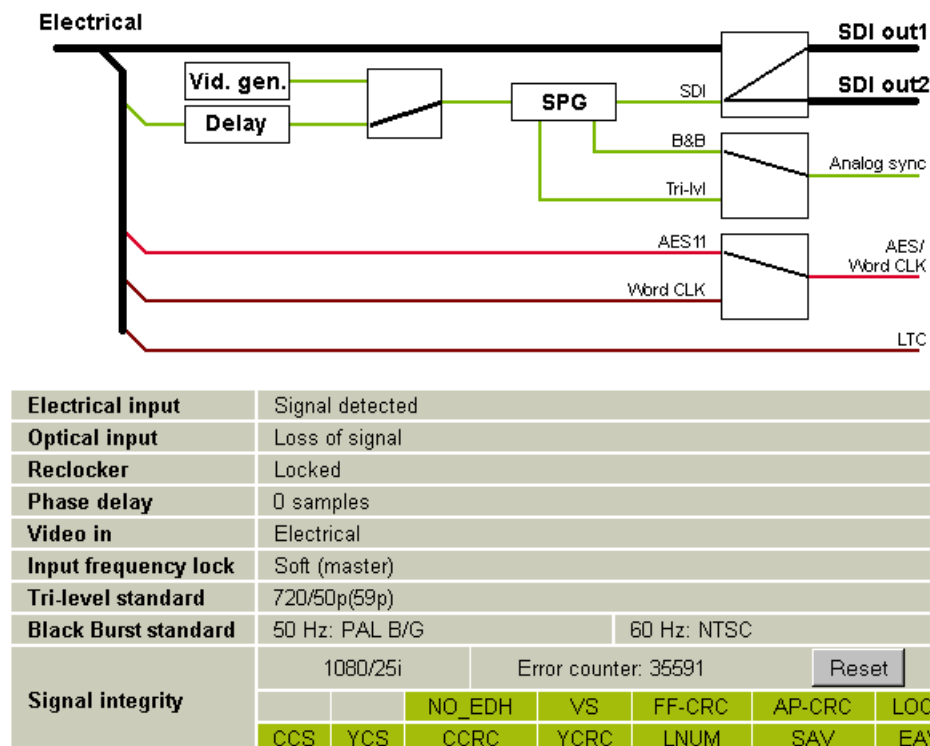 Electrical
SDI out1
Vid. gen.
SDI
SDI out2
SPG
Delay
B&B
Analog sync
Tri-lvl
AES11
AES/
Word CLK
Word CLK
LTC
Electrical input Signal detected
Optical input Loss of signal
Reclocker Locked
Phase delay 0 samples
Video in Electrical
Input frequency lock Soft (master)
Tri-level standard 720/50p(59p)
Black Burst standard 50 Hz: PAL B/G 60 Hz: NTSC
Signal integrity 1080/25i Error counter: 35591 Reset
NO_EDH VS FF-CRC AP-CRC
CCS YCS CCRC YCRC LNUM SAV